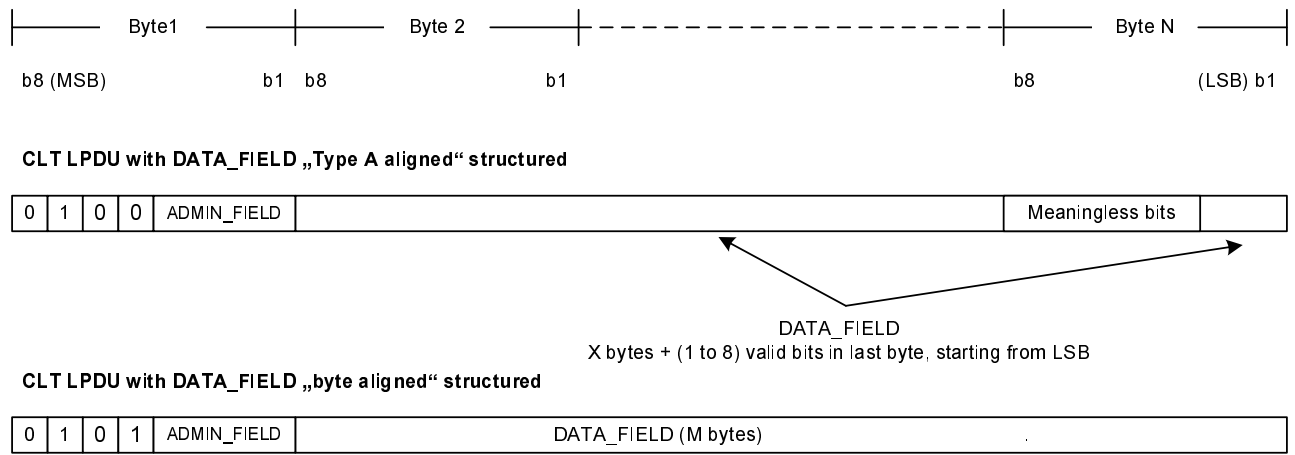 Byte1 Byte 2 Byte N
b8 (MSB) b1 b8 b1 b8 (LSB) b1
CLT LPDU with DATA_FIELD „Type A aligned“ structured
0 1 0 0 ADMIN_FIELD Meaningless bits
DATA_FIELD
X bytes + (1 to 8) valid bits in last byte, starting from LSB
CLT LPDU with DATA_FIELD „byte aligned“ structured
0 1 0 1 ADMIN_FIELD DATA_FIELD (M bytes) .